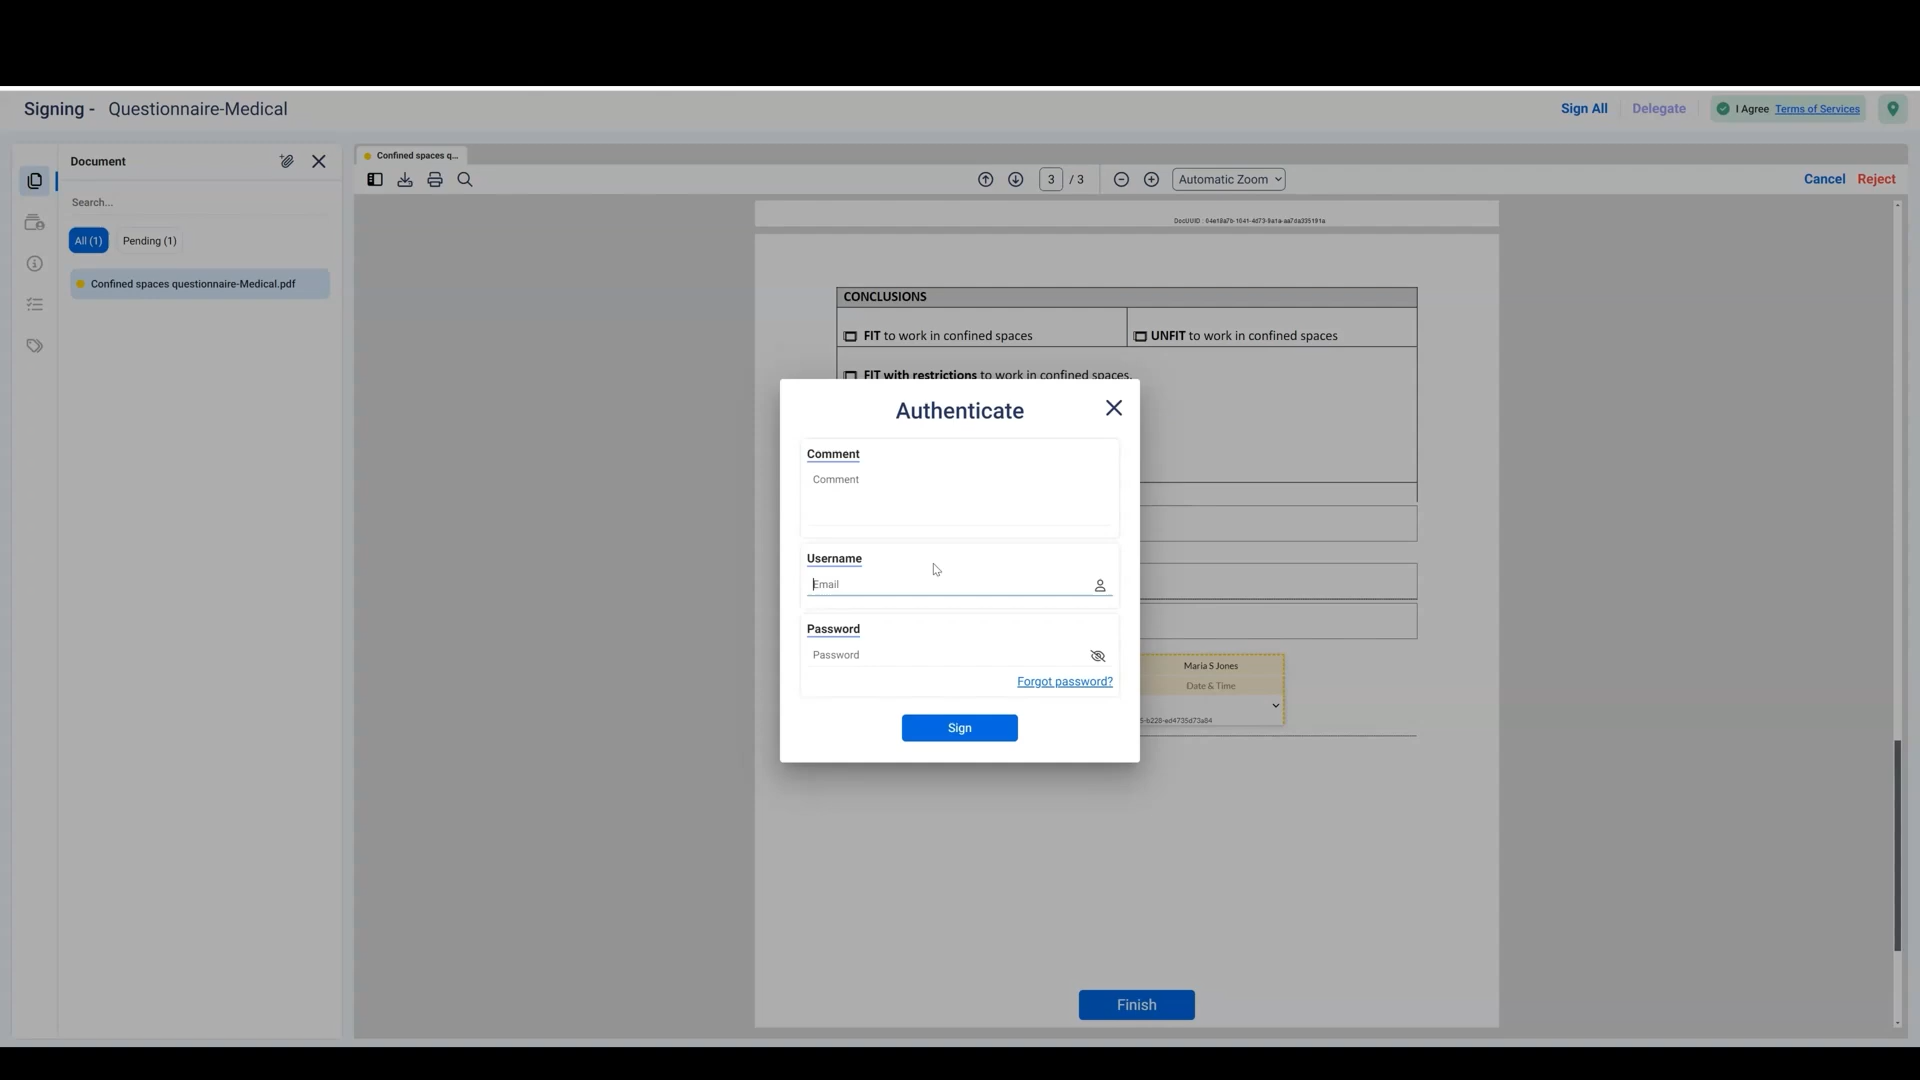 Signing - Questionnaire-Medical
Sign All
Delegate
I Agree Terms of Services
Document
Search...
All (1)
Pending (1)
Confined spaces questionnaire-Medical.pdf
Confined spaces q...
3 / 3
Automatic Zoom
Cancel
Reject
CONCLUSIONS
FIT to work in confined spaces
UNFIT to work in confined spaces
FIT with restrictions to work in confined spaces.
Authenticate
Comment
Comment
Username
Email
Password
Password
Forgot password?
Sign
Maria S Jones
Date & Time
Finish